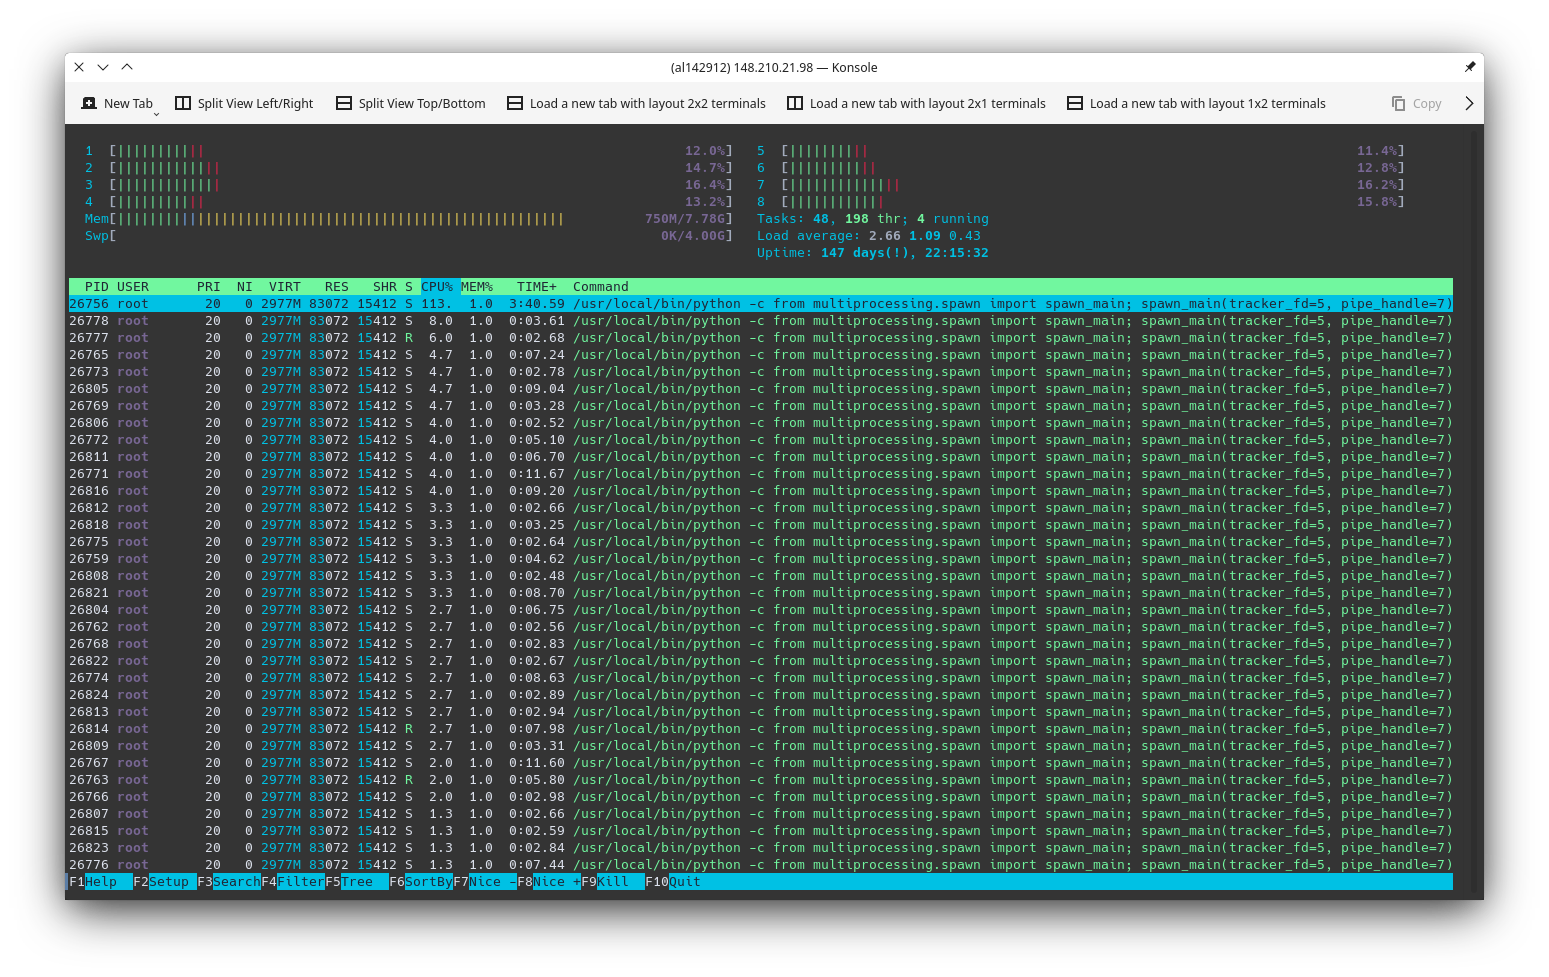 (al142912) 148.210.21.98 — Konsole
New Tab Split View Left/Right Split View Top/Bottom Load a new tab with layout 2x2 terminals Load a new tab with layout 2x1 terminals Load a new tab with layout 1x2 terminals Copy
1 [||||||||||| 12.0%] 5 [|||||||||| 11.4%]
2 [||||||||||||| 14.7%] 6 [||||||||||| 12.8%]
3 [||||||||||||| 16.4%] 7 [|||||||||||||| 16.2%]
4 [||||||||||| 13.2%] 8 [|||||||||||| 15.8%]
Mem[|||||||||||||||||||||||||||||||||||||||||||||||||||||||| 750M/7.78G] Tasks: 48, 198 thr; 4 running
Swp[ 0K/4.00G] Load average: 2.66 1.09 0.43
Uptime: 147 days(!), 22:15:32
PID USER PRI NI VIRT RES SHR S CPU% MEM% TIME+ Command
26756 root 20 0 2977M 83072 15412 S 113. 1.0 3:40.59 /usr/local/bin/python -c from multiprocessing.spawn import spawn_main; spawn_main(tracker_fd=5, pipe_handle=7)
26778 root 20 0 2977M 83072 15412 S 8.0 1.0 0:03.61 /usr/local/bin/python -c from multiprocessing.spawn import spawn_main; spawn_main(tracker_fd=5, pipe_handle=7)
26777 root 20 0 2977M 83072 15412 R 6.0 1.0 0:02.68 /usr/local/bin/python -c from multiprocessing.spawn import spawn_main; spawn_main(tracker_fd=5, pipe_handle=7)
26765 root 20 0 2977M 83072 15412 S 4.7 1.0 0:07.24 /usr/local/bin/python -c from multiprocessing.spawn import spawn_main; spawn_main(tracker_fd=5, pipe_handle=7)
26773 root 20 0 2977M 83072 15412 S 4.7 1.0 0:02.78 /usr/local/bin/python -c from multiprocessing.spawn import spawn_main; spawn_main(tracker_fd=5, pipe_handle=7)
26805 root 20 0 2977M 83072 15412 S 4.7 1.0 0:09.04 /usr/local/bin/python -c from multiprocessing.spawn import spawn_main; spawn_main(tracker_fd=5, pipe_handle=7)
26769 root 20 0 2977M 83072 15412 S 4.7 1.0 0:03.28 /usr/local/bin/python -c from multiprocessing.spawn import spawn_main; spawn_main(tracker_fd=5, pipe_handle=7)
26806 root 20 0 2977M 83072 15412 S 4.0 1.0 0:02.52 /usr/local/bin/python -c from multiprocessing.spawn import spawn_main; spawn_main(tracker_fd=5, pipe_handle=7)
26772 root 20 0 2977M 83072 15412 S 4.0 1.0 0:05.10 /usr/local/bin/python -c from multiprocessing.spawn import spawn_main; spawn_main(tracker_fd=5, pipe_handle=7)
26811 root 20 0 2977M 83072 15412 S 4.0 1.0 0:06.70 /usr/local/bin/python -c from multiprocessing.spawn import spawn_main; spawn_main(tracker_fd=5, pipe_handle=7)
26771 root 20 0 2977M 83072 15412 S 4.0 1.0 0:11.67 /usr/local/bin/python -c from multiprocessing.spawn import spawn_main; spawn_main(tracker_fd=5, pipe_handle=7)
26816 root 20 0 2977M 83072 15412 S 4.0 1.0 0:09.20 /usr/local/bin/python -c from multiprocessing.spawn import spawn_main; spawn_main(tracker_fd=5, pipe_handle=7)
26812 root 20 0 2977M 83072 15412 S 3.3 1.0 0:02.66 /usr/local/bin/python -c from multiprocessing.spawn import spawn_main; spawn_main(tracker_fd=5, pipe_handle=7)
26818 root 20 0 2977M 83072 15412 S 3.3 1.0 0:03.25 /usr/local/bin/python -c from multiprocessing.spawn import spawn_main; spawn_main(tracker_fd=5, pipe_handle=7)
26775 root 20 0 2977M 83072 15412 S 3.3 1.0 0:02.64 /usr/local/bin/python -c from multiprocessing.spawn import spawn_main; spawn_main(tracker_fd=5, pipe_handle=7)
26759 root 20 0 2977M 83072 15412 S 3.3 1.0 0:04.62 /usr/local/bin/python -c from multiprocessing.spawn import spawn_main; spawn_main(tracker_fd=5, pipe_handle=7)
26808 root 20 0 2977M 83072 15412 S 3.3 1.0 0:02.48 /usr/local/bin/python -c from multiprocessing.spawn import spawn_main; spawn_main(tracker_fd=5, pipe_handle=7)
26821 root 20 0 2977M 83072 15412 S 3.3 1.0 0:08.70 /usr/local/bin/python -c from multiprocessing.spawn import spawn_main; spawn_main(tracker_fd=5, pipe_handle=7)
26804 root 20 0 2977M 83072 15412 S 2.7 1.0 0:06.75 /usr/local/bin/python -c from multiprocessing.spawn import spawn_main; spawn_main(tracker_fd=5, pipe_handle=7)
26762 root 20 0 2977M 83072 15412 S 2.7 1.0 0:02.56 /usr/local/bin/python -c from multiprocessing.spawn import spawn_main; spawn_main(tracker_fd=5, pipe_handle=7)
26768 root 20 0 2977M 83072 15412 S 2.7 1.0 0:02.83 /usr/local/bin/python -c from multiprocessing.spawn import spawn_main; spawn_main(tracker_fd=5, pipe_handle=7)
26822 root 20 0 2977M 83072 15412 S 2.7 1.0 0:02.67 /usr/local/bin/python -c from multiprocessing.spawn import spawn_main; spawn_main(tracker_fd=5, pipe_handle=7)
26774 root 20 0 2977M 83072 15412 S 2.7 1.0 0:08.63 /usr/local/bin/python -c from multiprocessing.spawn import spawn_main; spawn_main(tracker_fd=5, pipe_handle=7)
26824 root 20 0 2977M 83072 15412 S 2.7 1.0 0:02.89 /usr/local/bin/python -c from multiprocessing.spawn import spawn_main; spawn_main(tracker_fd=5, pipe_handle=7)
26813 root 20 0 2977M 83072 15412 S 2.7 1.0 0:02.94 /usr/local/bin/python -c from multiprocessing.spawn import spawn_main; spawn_main(tracker_fd=5, pipe_handle=7)
26814 root 20 0 2977M 83072 15412 R 2.7 1.0 0:07.98 /usr/local/bin/python -c from multiprocessing.spawn import spawn_main; spawn_main(tracker_fd=5, pipe_handle=7)
26809 root 20 0 2977M 83072 15412 S 2.7 1.0 0:03.31 /usr/local/bin/python -c from multiprocessing.spawn import spawn_main; spawn_main(tracker_fd=5, pipe_handle=7)
26767 root 20 0 2977M 83072 15412 S 2.0 1.0 0:11.60 /usr/local/bin/python -c from multiprocessing.spawn import spawn_main; spawn_main(tracker_fd=5, pipe_handle=7)
26763 root 20 0 2977M 83072 15412 R 2.0 1.0 0:05.80 /usr/local/bin/python -c from multiprocessing.spawn import spawn_main; spawn_main(tracker_fd=5, pipe_handle=7)
26766 root 20 0 2977M 83072 15412 S 2.0 1.0 0:02.98 /usr/local/bin/python -c from multiprocessing.spawn import spawn_main; spawn_main(tracker_fd=5, pipe_handle=7)
26807 root 20 0 2977M 83072 15412 S 1.3 1.0 0:02.66 /usr/local/bin/python -c from multiprocessing.spawn import spawn_main; spawn_main(tracker_fd=5, pipe_handle=7)
26815 root 20 0 2977M 83072 15412 S 1.3 1.0 0:02.59 /usr/local/bin/python -c from multiprocessing.spawn import spawn_main; spawn_main(tracker_fd=5, pipe_handle=7)
26823 root 20 0 2977M 83072 15412 S 1.3 1.0 0:02.84 /usr/local/bin/python -c from multiprocessing.spawn import spawn_main; spawn_main(tracker_fd=5, pipe_handle=7)
26776 root 20 0 2977M 83072 15412 S 1.3 1.0 0:07.44 /usr/local/bin/python -c from multiprocessing.spawn import spawn_main; spawn_main(tracker_fd=5, pipe_handle=7)
F1Help F2Setup F3SearchF4FilterF5Tree F6SortByF7Nice -F8Nice +F9Kill F10Quit